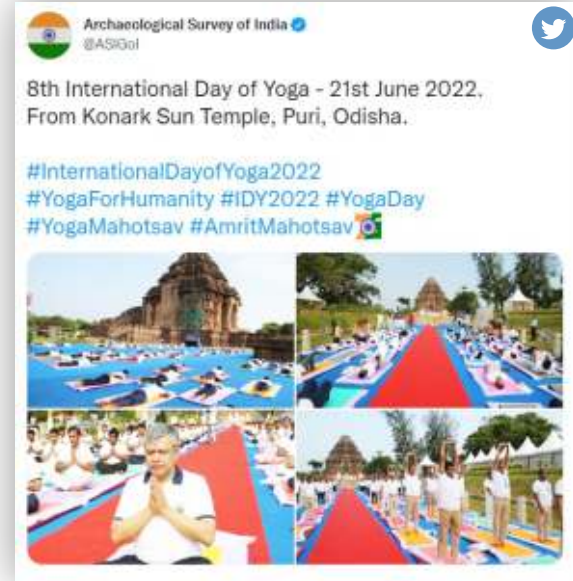 Archaeological Survey of India
@ASIGoI
8th International Day of Yoga - 21st June 2022.
From Konark Sun Temple, Puri, Odisha.
#InternationalDayofYoga2022
#YogaForHumanity #IDY2022 #YogaDay
#YogaMahotsav #AmritMahotsav